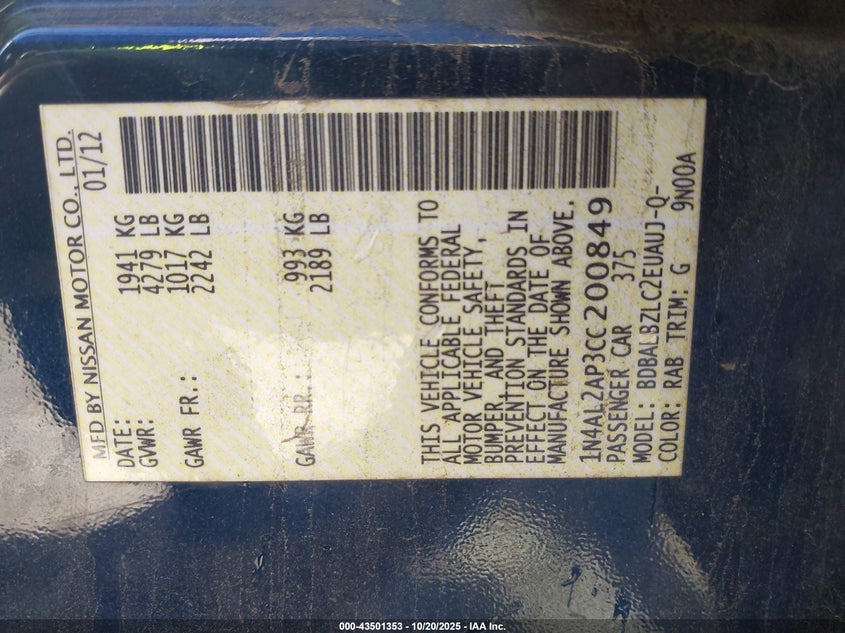 MFD BY NISSAN MOTOR CO., LTD.
DATE: 01/12
GVWR: 1941 KG
4279 LB
GAWR FR.: 1017 KG
2242 LB
GAWR RR.: 993 KG
2189 LB
THIS VEHICLE CONFORMS TO
ALL APPLICABLE FEDERAL
MOTOR VEHICLE SAFETY,
BUMPER, AND THEFT
PREVENTION STANDARDS IN
EFFECT ON THE DATE OF
MANUFACTURE SHOWN ABOVE.
1N4AL2AP3CC200849
PASSENGER CAR 375
MODEL: BDBALBZLC2EUAUJ-Q-
COLOR: RAB TRIM: G 9N00A
000-43501353 - 10/20/2025 - IAA Inc.